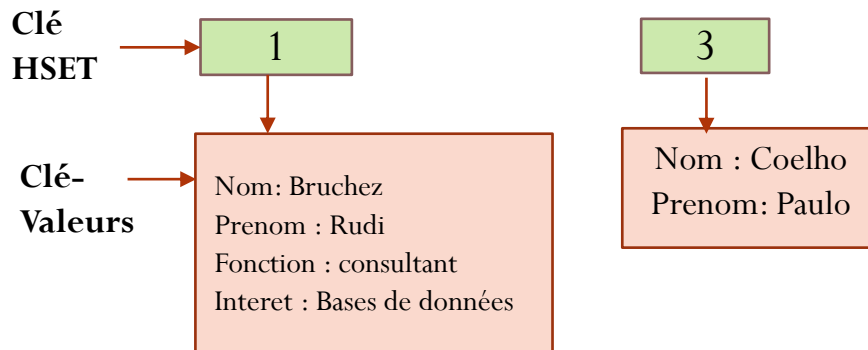 Clé
HSET
1
3
Clé-
Valeurs
Nom: Bruchez
Prenom : Rudi
Fonction : consultant
Interet : Bases de données
Nom : Coelho
Prenom: Paulo